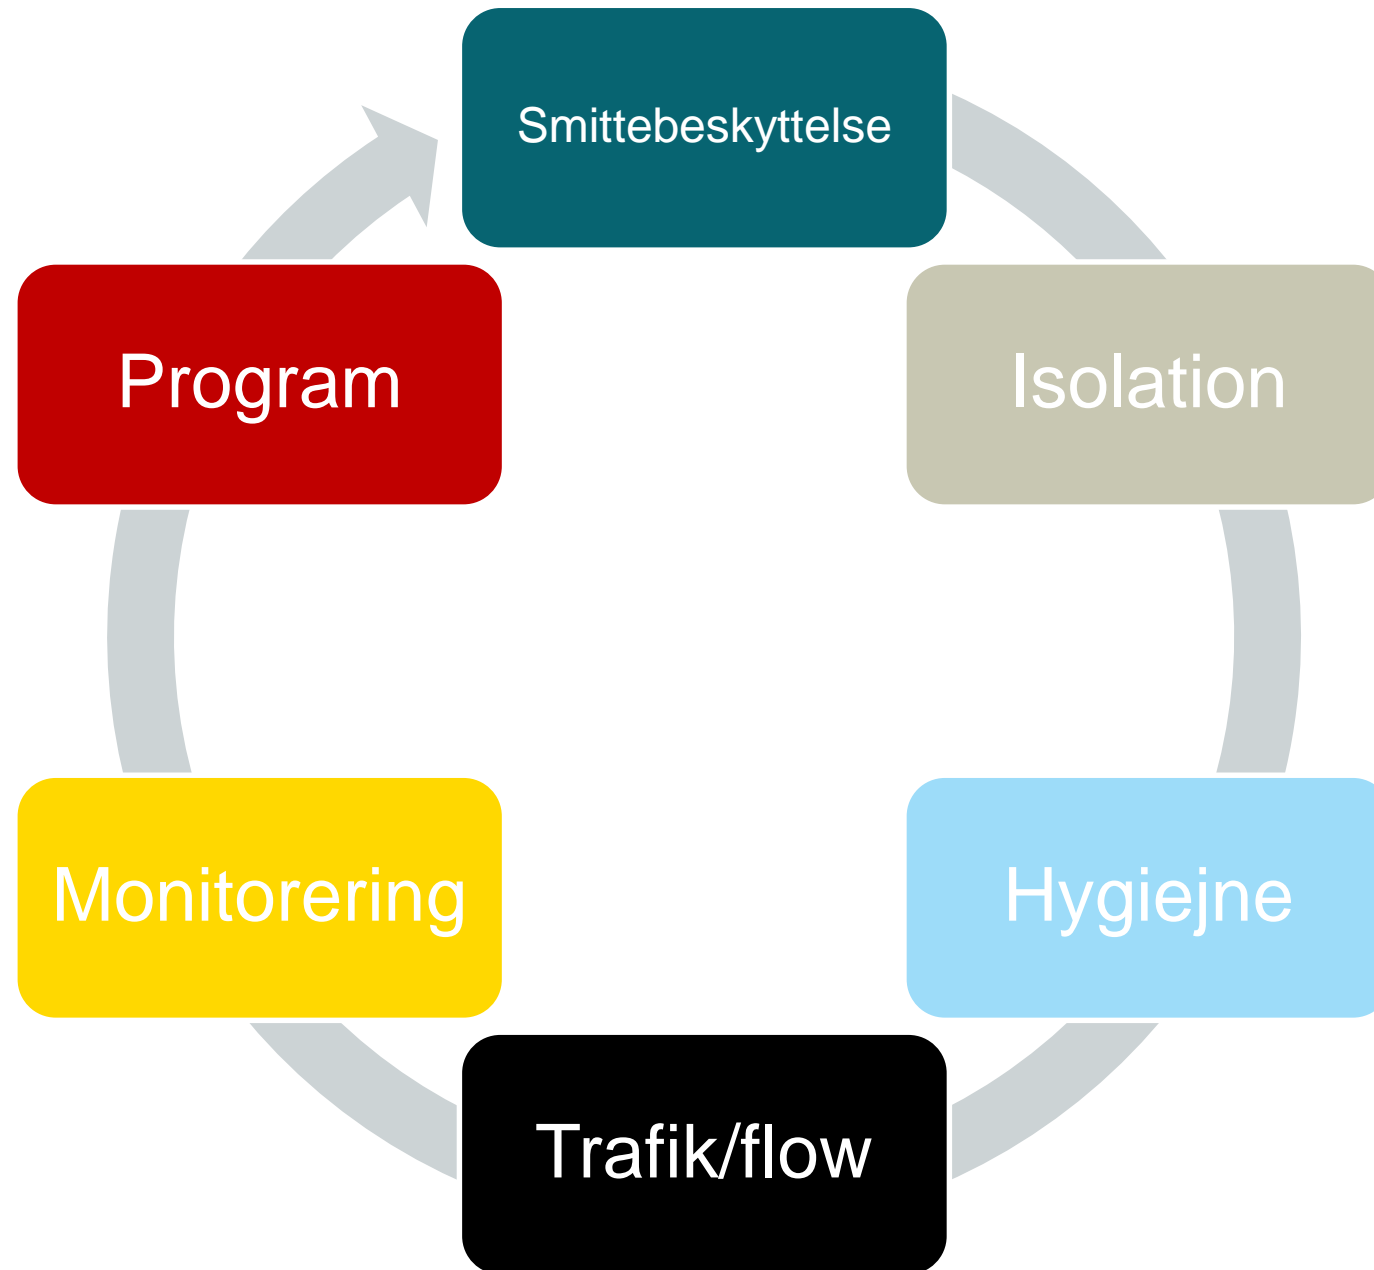 Smittebeskyttelse
Isolation
Hygiejne
Trafik/flow
Monitorering
Program